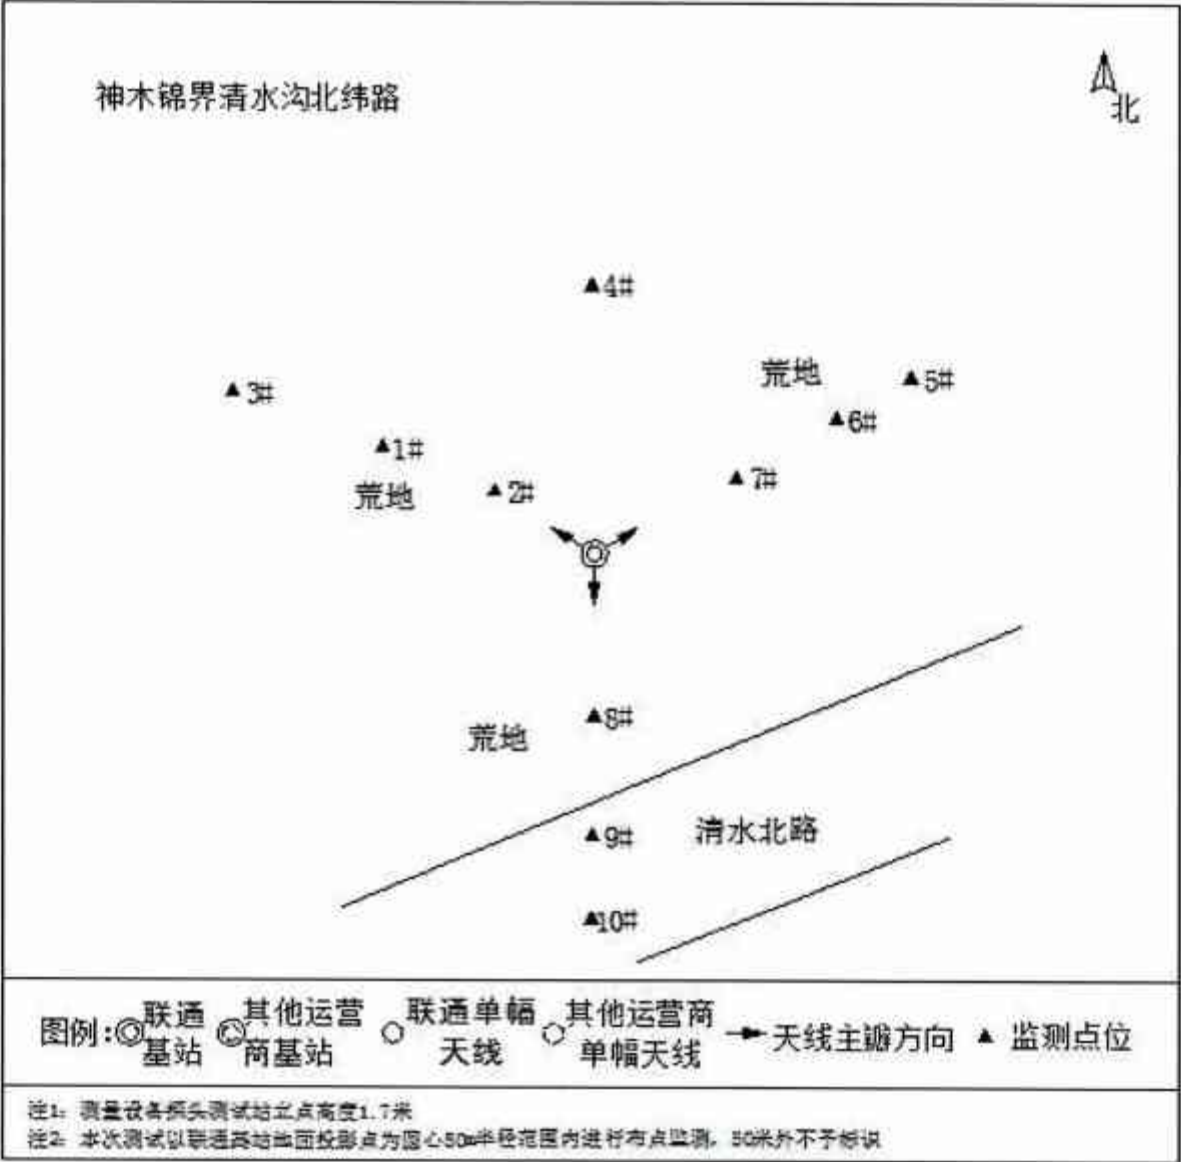 神木锦界清水沟北纬路
北
4#
荒地
5#
3#
6#
1#
7#
荒地
2#
8#
荒地
清水北路
9#
10#
图例:
联通基站
其他运营商基站
联通单幅天线
其他运营商单幅天线
天线主瓣方向
监测点位
注1: 测量设备探头测试站立点高度1.7米
注2: 本次测试以联通基站地面投影点为圆心50m半径范围内进行布点监测, 50米外不予标识